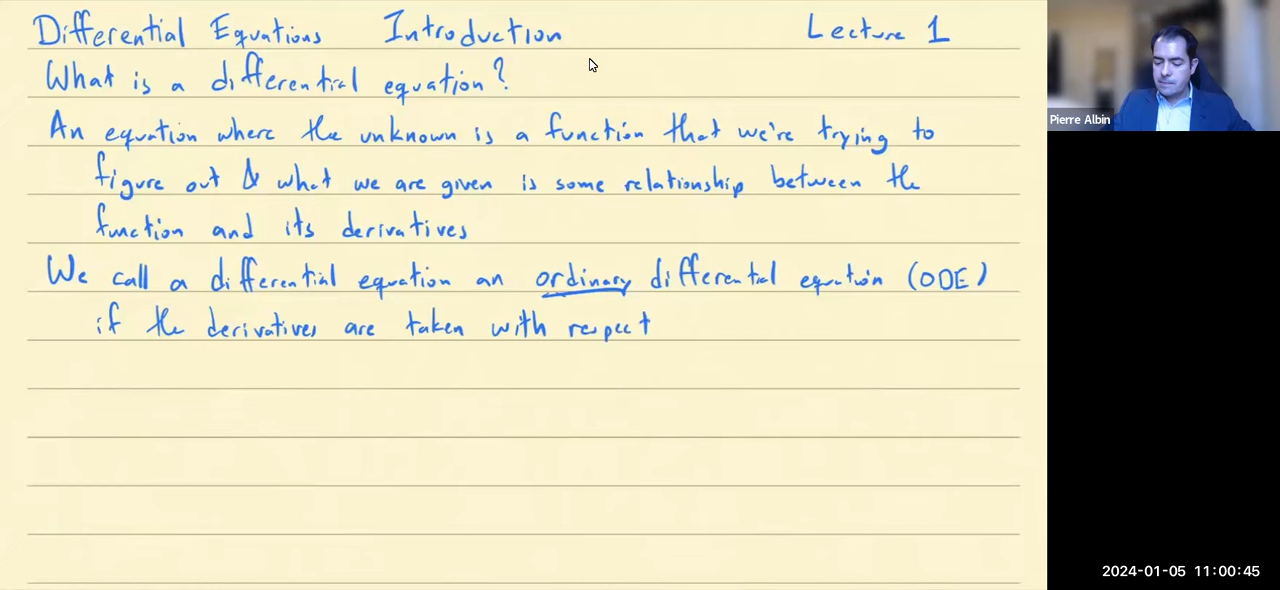 Differential Equations Introduction Lecture 1
What is a differential equation?
An equation where the unknown is a function that we're trying to
figure out & what we are given is some relationship between the
function and its derivatives
We call a differential equation an ordinary differential equation (ODE)
if the derivatives are taken with respect
Pierre Albin
2024-01-05 11:00:45